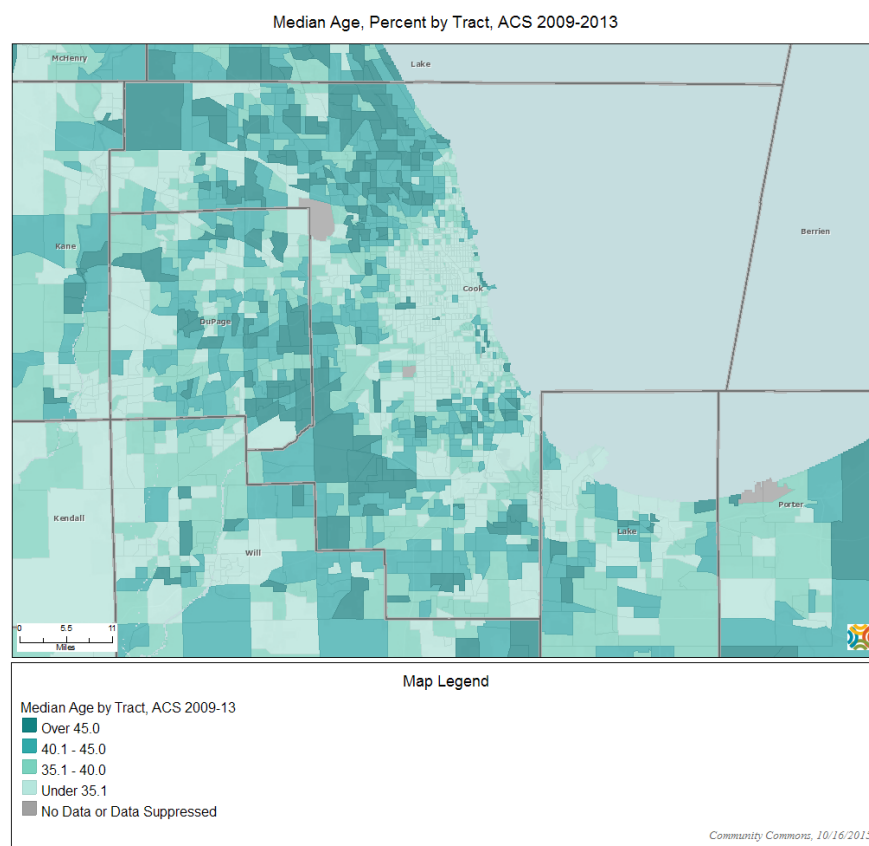 Median Age, Percent by Tract, ACS 2009-2013
McHenry
Lake
Berrien
Kane
Cook
DuPage
Kendall
Porter
Lake
Will
0 5.5 11
Miles
Map Legend
Median Age by Tract, ACS 2009-13
Over 45.0
40.1 - 45.0
35.1 - 40.0
Under 35.1
No Data or Data Suppressed
Community Commons, 10/16/2015